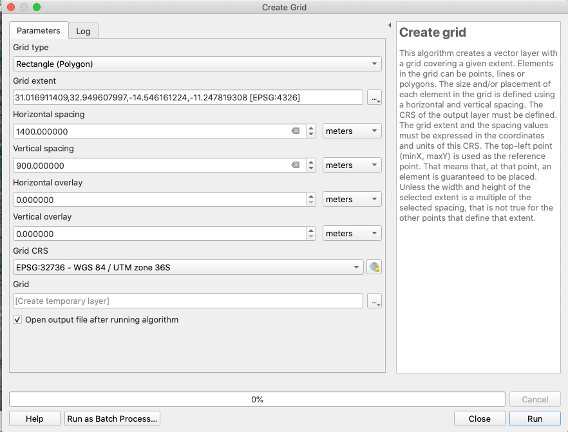 Create Grid
Parameters
Log
Grid type
Rectangle (Polygon)
Grid extent
31.016911409,32.949607997,-14.546161224,-11.247819308 [EPSG:4326]
...
Horizontal spacing
1400.000000
meters
Vertical spacing
900.000000
meters
Horizontal overlay
0.000000
meters
Vertical overlay
0.000000
meters
Grid CRS
EPSG:32736 - WGS 84 / UTM zone 36S
Grid
[Create temporary layer]
...
Open output file after running algorithm
Create grid
This algorithm creates a vector layer with
a grid covering a given extent. Elements
in the grid can be points, lines or
polygons. The size and/or placement of
each element in the grid is defined using
a horizontal and vertical spacing. The
CRS of the output layer must be defined.
The grid extent and the spacing values
must be expressed in the coordinates
and units of this CRS. The top-left point
(minX, maxY) is used as the reference
point. That means that, at that point, an
element is guaranteed to be placed.
Unless the width and height of the
selected extent is a multiple of the
selected spacing, that is not true for the
other points that define that extent.
0%
Cancel
Help
Run as Batch Process...
Close
Run